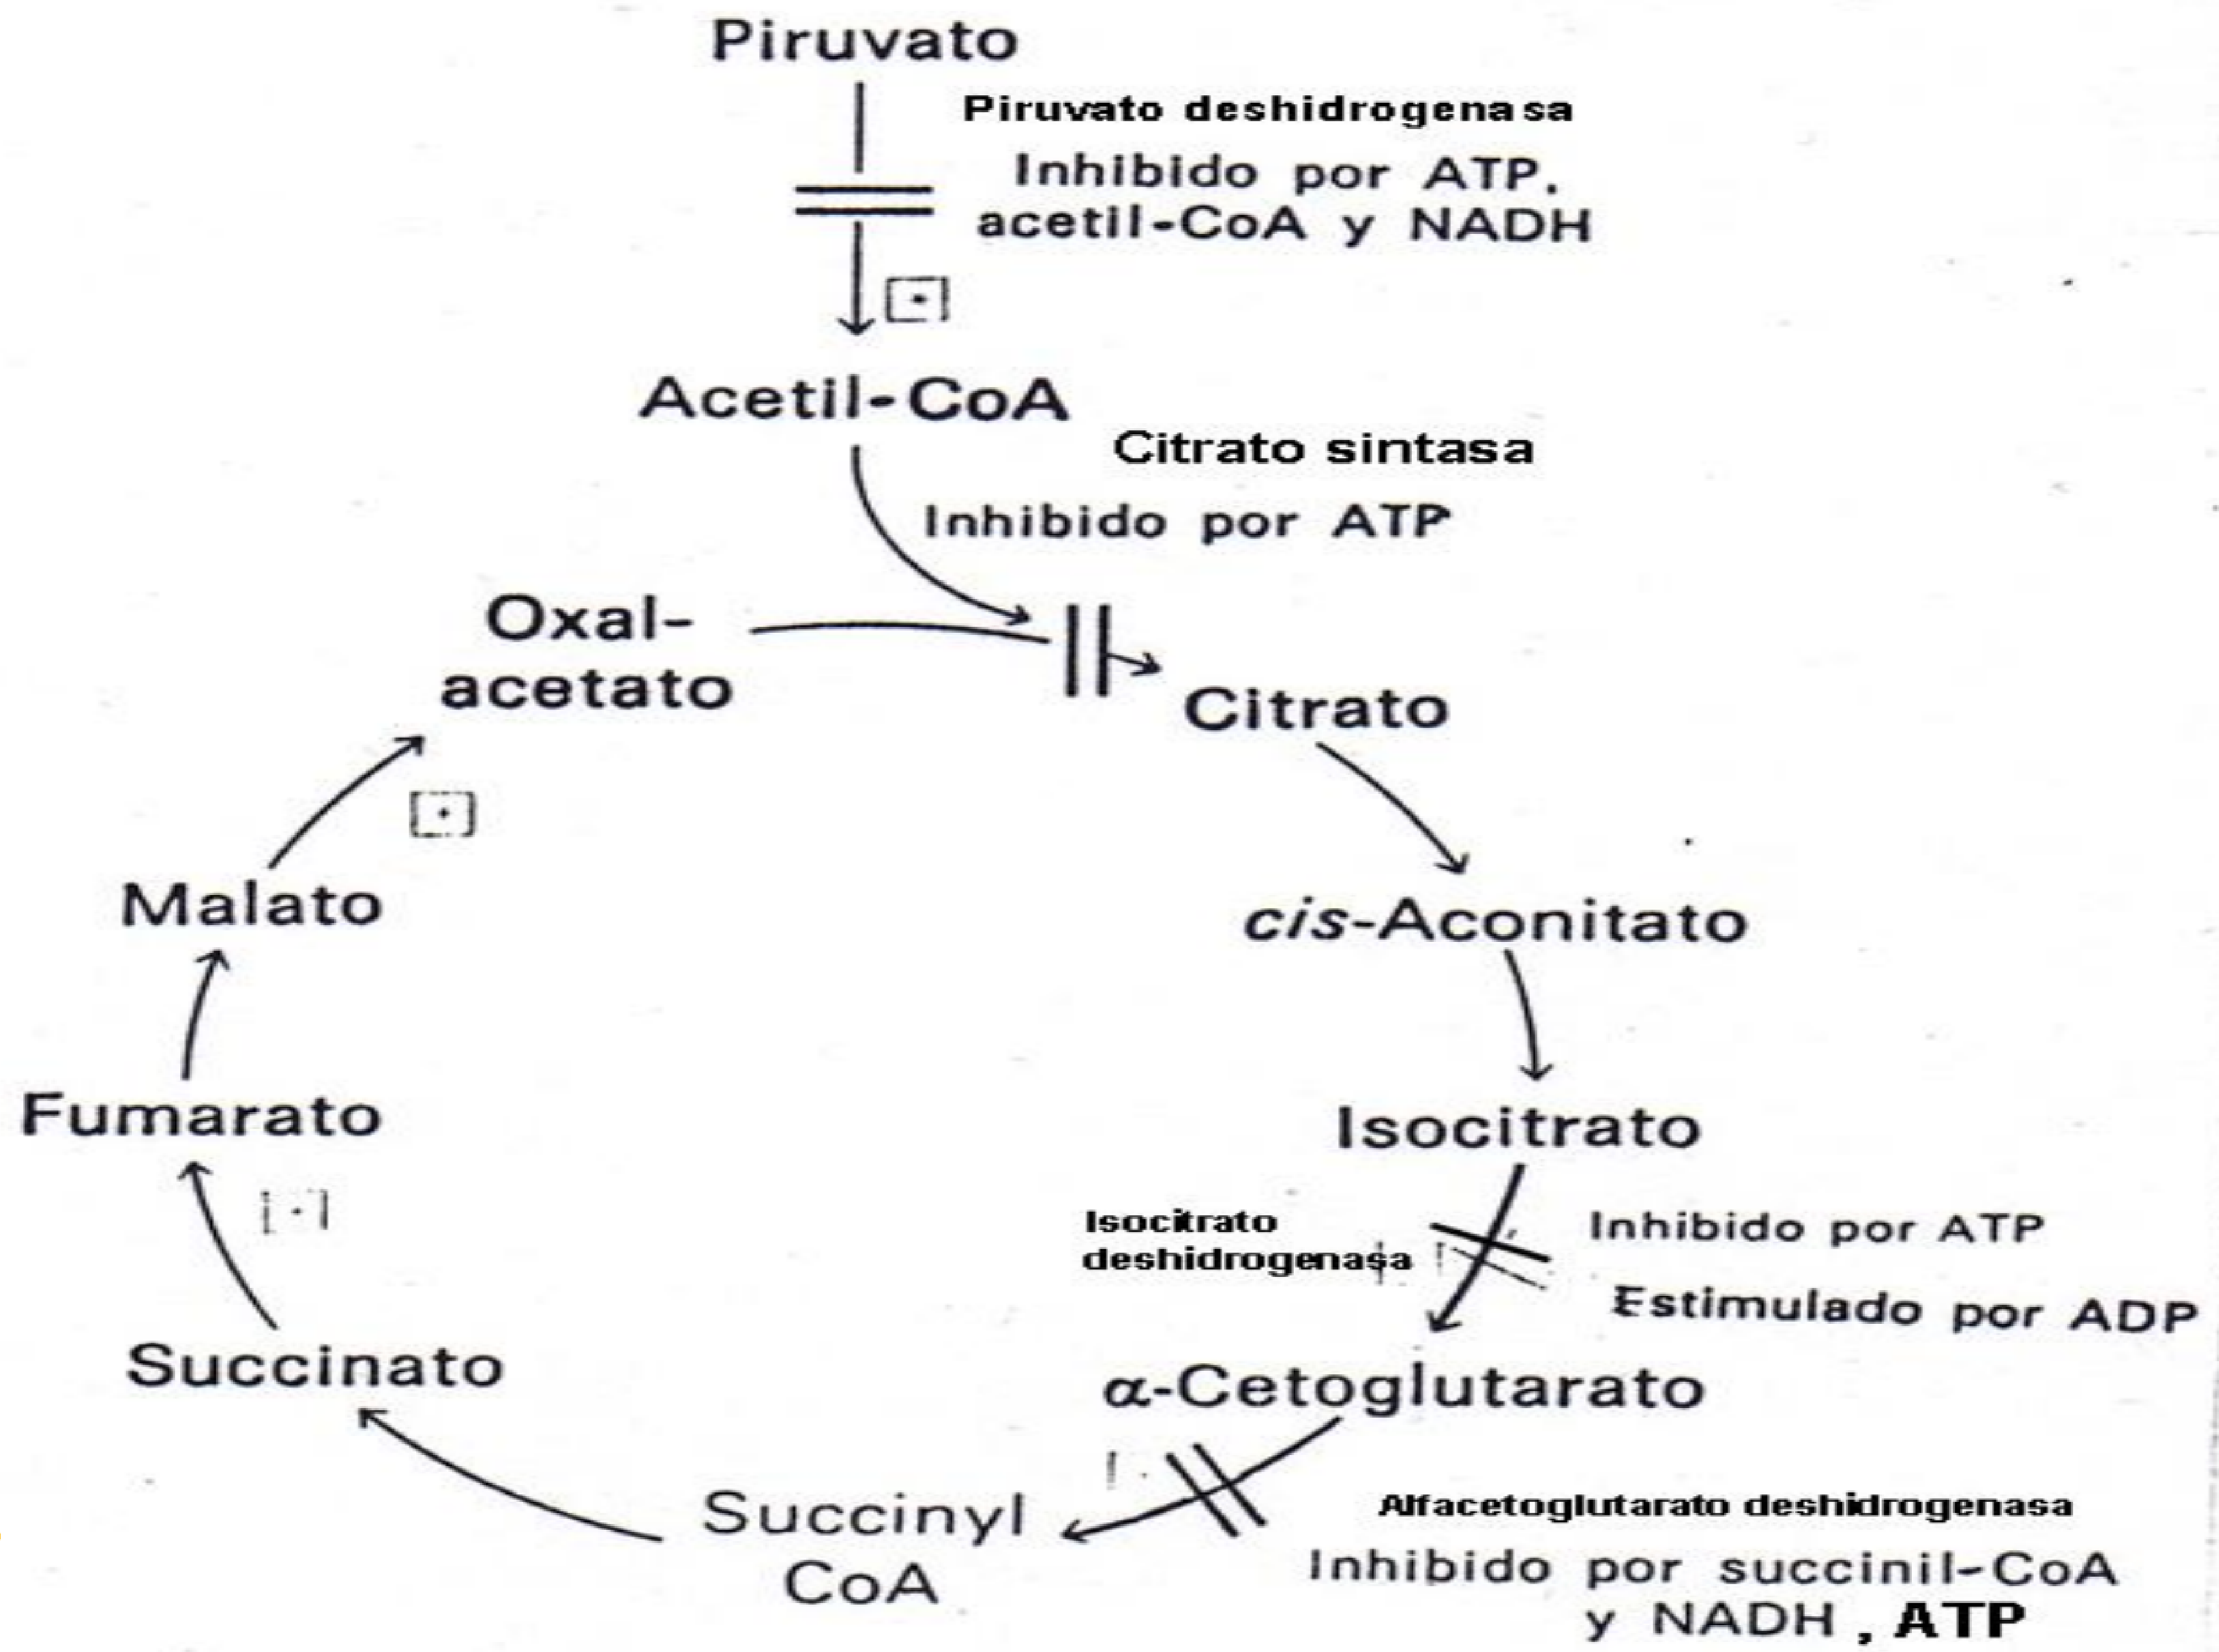 Piruvato
Piruvato deshidrogenasa
Inhibido por ATP.
acetil-CoA y NADH
Acetil-CoA
Citrato sintasa
Inhibido por ATP
Oxal-
acetato
Citrato
Malato
cis-Aconitato
Fumarato
Isocitrato
Isocitrato
deshidrogenasa
Inhibido por ATP
Estimulado por ADP
Succinato
α-Cetoglutarato
Succinyl
CoA
Alfacetoglutarato deshidrogenasa
Inhibido por succinil-CoA
y NADH , ATP